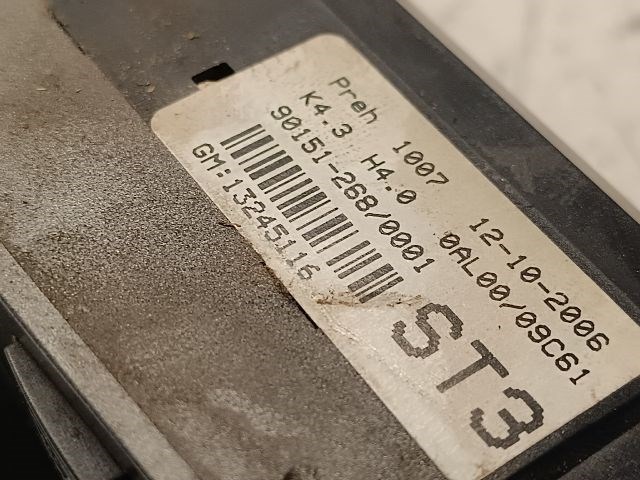 Preh 1007 12-10-2006
K4.3 H4.0 0AL00/09C61
90151-268/0001
GM:13245116
ST3